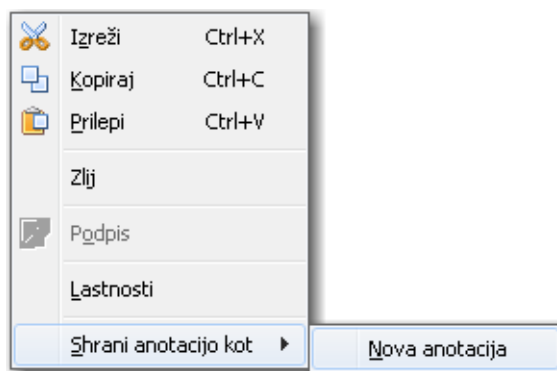 Izreži Ctrl+X
Kopiraj Ctrl+C
Prilepi Ctrl+V
Zlij
Podpis
Lastnosti
Shrani anotacijo kot Nova anotacija